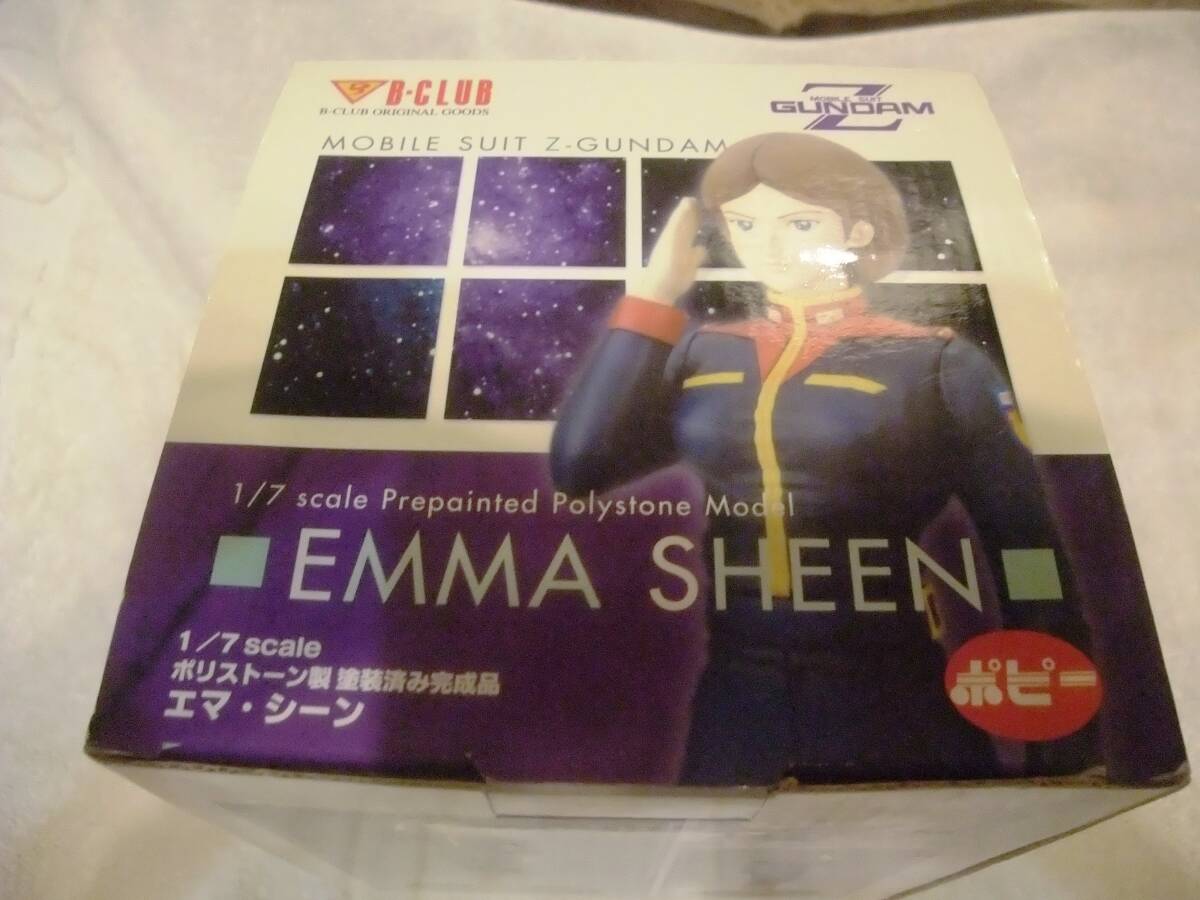 B-CLUB
B-CLUB ORIGINAL GOODS
MOBILE SUIT
GUNDAM
Z
MOBILE SUIT Z-GUNDAM
1/7 scale Prepainted Polystone Model
EMMA SHEEN
1/7 scale
ポリストーン製 塗装済み完成品
エマ・シーン
ポピー